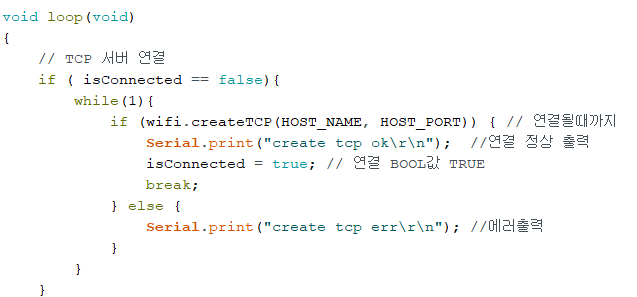 void loop(void)
{
    // TCP 서버 연결
    if ( isConnected == false){
        while(1){
            if (wifi.createTCP(HOST_NAME, HOST_PORT)) { // 연결될때까지
                Serial.print("create tcp ok\r\n");  //연결 정상 출력
                isConnected = true; // 연결 BOOL값 TRUE
                break;
            } else {
                Serial.print("create tcp err\r\n"); //에러출력
            }
        }
    }